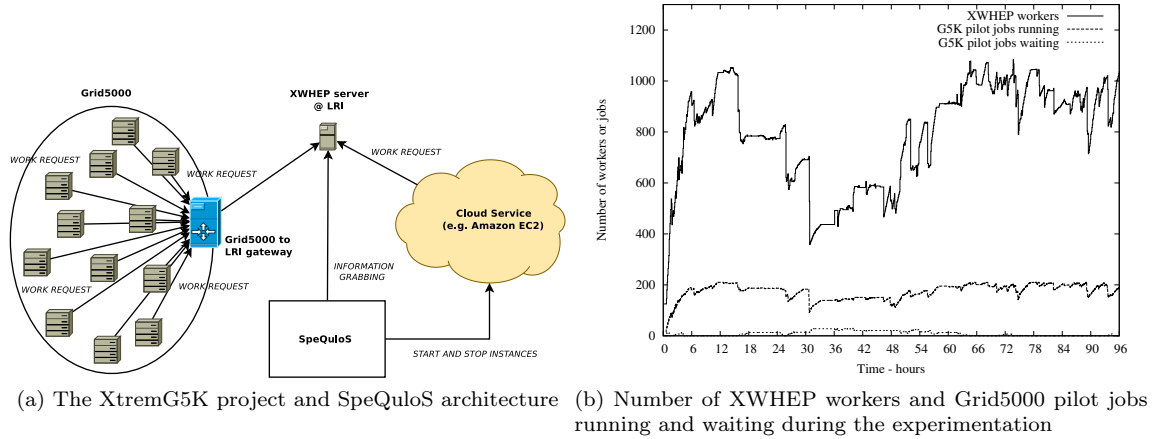 Grid5000
XWHEP server
@ LRI
WORK REQUEST
WORK REQUEST
WORK REQUEST
Cloud Service
(e.g. Amazon EC2)
Grid5000 to
LRI gateway
INFORMATION
GRABBING
WORK REQUEST
WORK REQUEST
SpeQuloS
START AND STOP INSTANCES
(a) The XtremG5K project and SpeQuloS architecture
XWHEP workers
G5K pilot jobs running
G5K pilot jobs waiting
Number of workers or jobs
1200
1000
800
600
400
200
0
0 6 12 18 24 30 36 42 48 54 60 66 72 78 84 90 96
Time - hours
(b) Number of XWHEP workers and Grid5000 pilot jobs
running and waiting during the experimentation